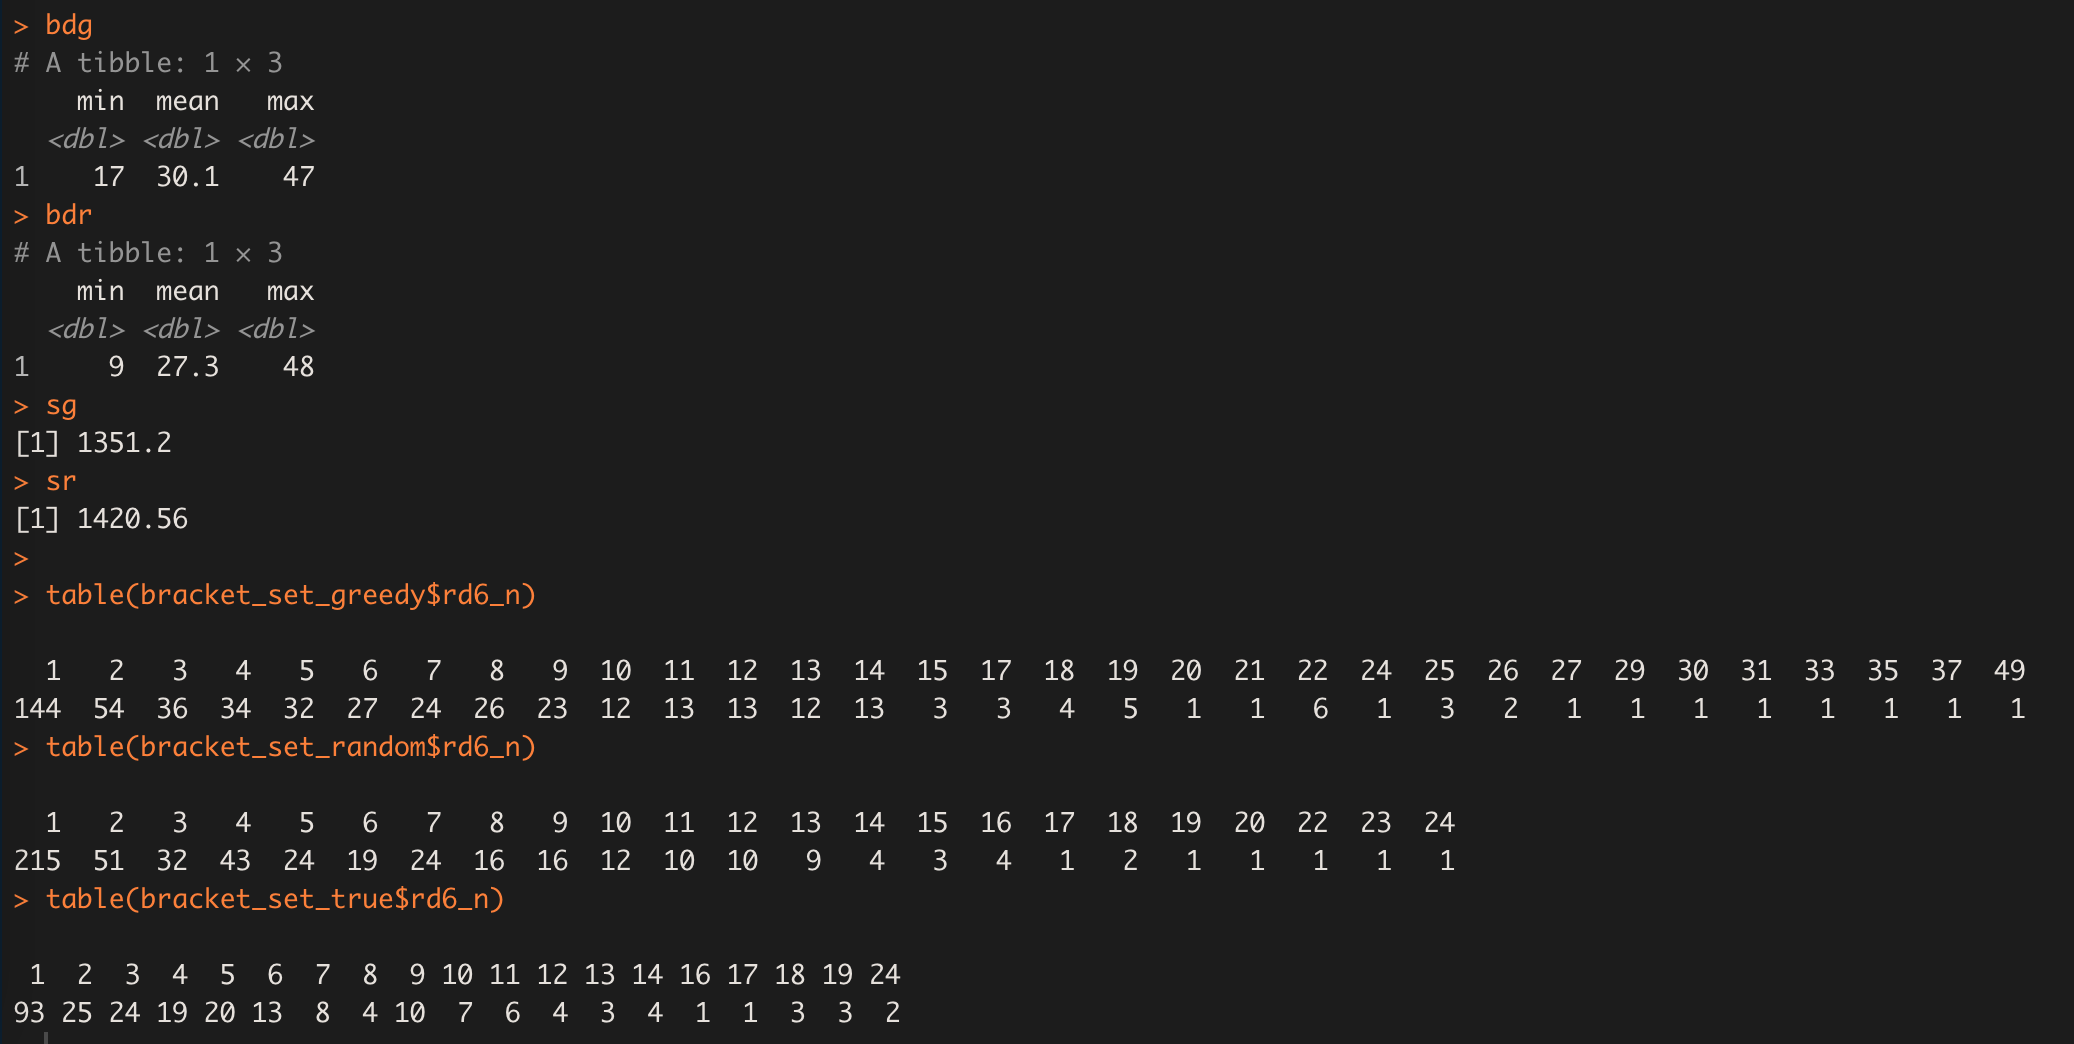 > bdg
# A tibble: 1 × 3
    min  mean   max
  <dbl> <dbl> <dbl>
1    17  30.1    47
> bdr
# A tibble: 1 × 3
    min  mean   max
  <dbl> <dbl> <dbl>
1     9  27.3    48
> sg
[1] 1351.2
> sr
[1] 1420.56
>
> table(bracket_set_greedy$rd6_n)
  1   2   3   4   5   6   7   8   9  10  11  12  13  14  15  17  18  19  20  21  22  24  25  26  27  29  30  31  33  35  37  49
144  54  36  34  32  27  24  26  23  12  13  13  12  13   3   3   4   5   1   1   6   1   3   2   1   1   1   1   1   1   1   1
> table(bracket_set_random$rd6_n)
  1   2   3   4   5   6   7   8   9  10  11  12  13  14  15  16  17  18  19  20  22  23  24
215  51  32  43  24  19  24  16  16  12  10  10   9   4   3   4   1   2   1   1   1   1   1
> table(bracket_set_true$rd6_n)
 1  2  3  4  5  6  7  8  9 10 11 12 13 14 16 17 18 19 24
93 25 24 19 20 13  8  4 10  7  6  4  3  4  1  1  3  3  2